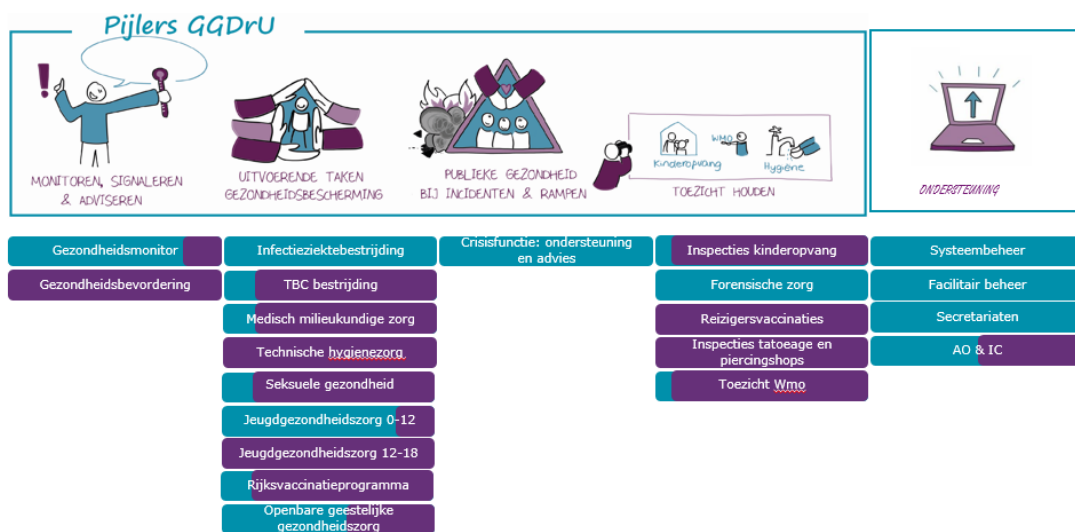 Pijlers GGDrU
MONITOREN, SIGNALEREN
& ADVISEREN
UITVOERENDE TAKEN
GEZONDHEIDSBESCHERMING
PUBLIEKE GEZONDHEID
BIJ INCIDENTEN & RAMPEN
Kinderopvang
WMO
Hygiëne
TOEZICHT HOUDEN
ONDERSTEUNING
Gezondheidsmonitor
Gezondheidsbevordering
Infectieziektebestrijding
TBC bestrijding
Medisch milieukundige zorg
Technische hygienezorg
Seksuele gezondheid
Jeugdgezondheidszorg 0-12
Jeugdgezondheidszorg 12-18
Rijksvaccinatieprogramma
Openbare geestelijke
gezondheidszorg
Crisisfunctie: ondersteuning
en advies
Inspecties kinderopvang
Forensische zorg
Reizigersvaccinaties
Inspecties tatoeage en
piercingshops
Toezicht Wmo
Systeembeheer
Facilitair beheer
Secretariaten
AO & IC